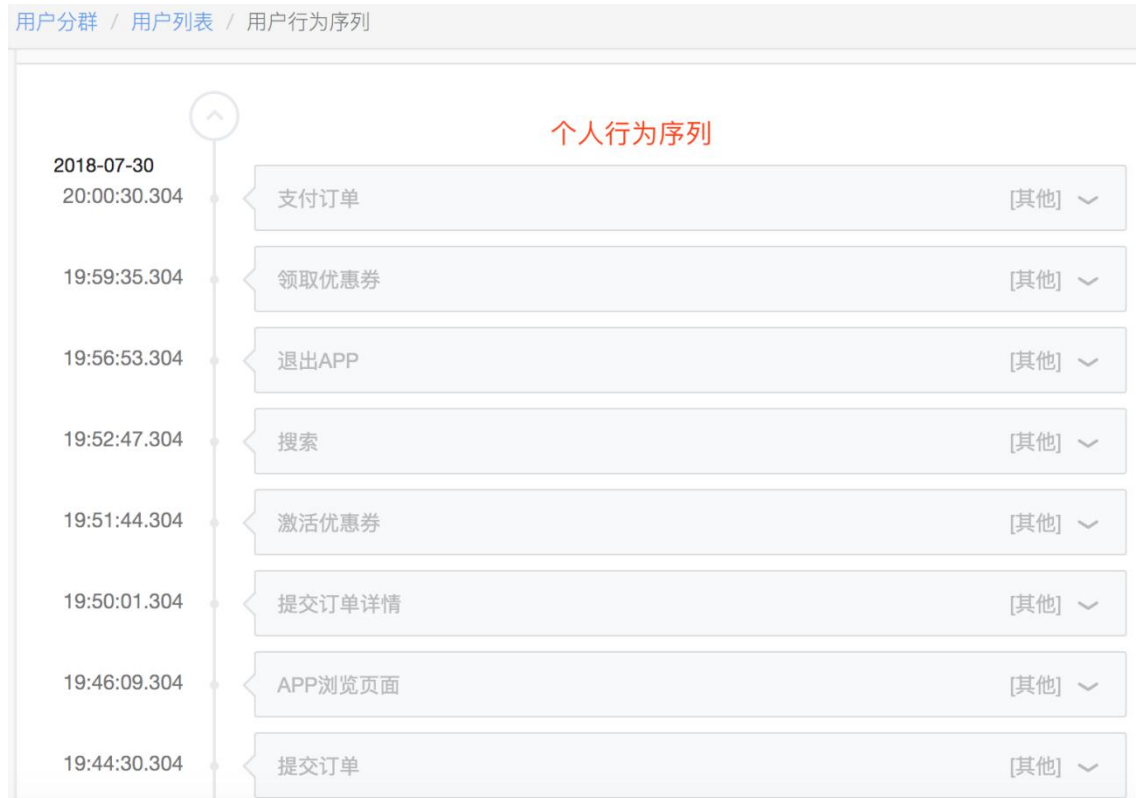 用户分群 / 用户列表 / 用户行为序列
个人行为序列
2018-07-30
20:00:30.304 支付订单 [其他]
19:59:35.304 领取优惠券 [其他]
19:56:53.304 退出APP [其他]
19:52:47.304 搜索 [其他]
19:51:44.304 激活优惠券 [其他]
19:50:01.304 提交订单详情 [其他]
19:46:09.304 APP浏览页面 [其他]
19:44:30.304 提交订单 [其他]